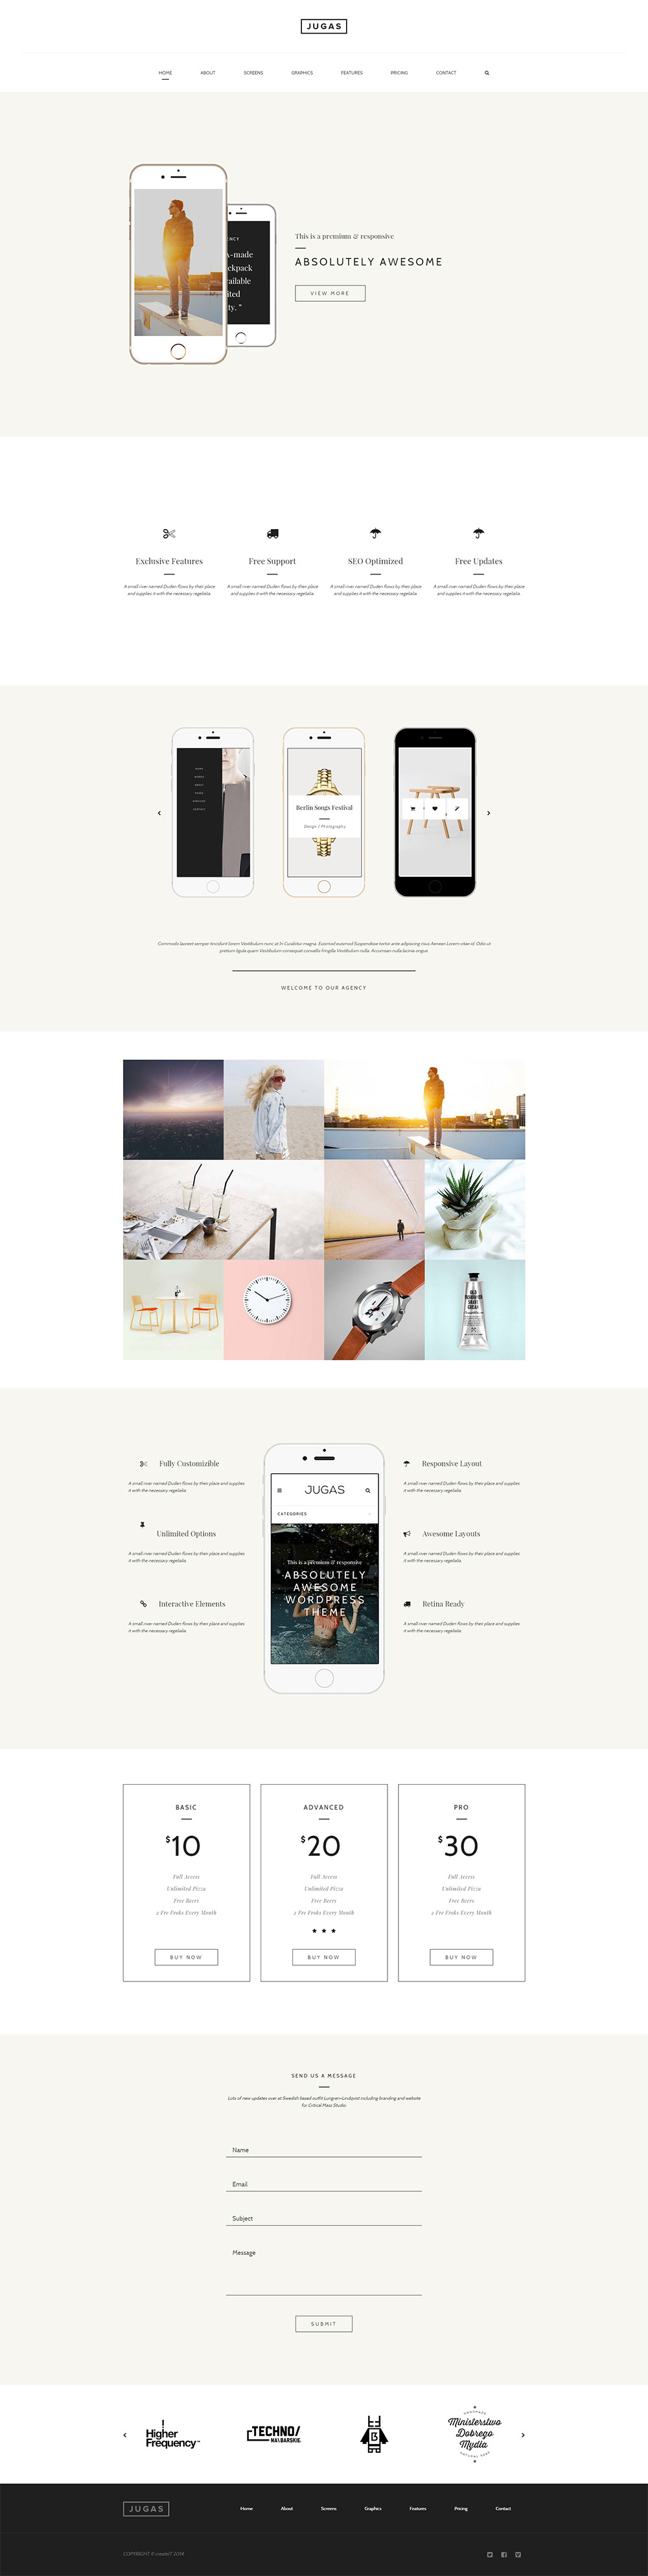 JUGAS
HOME ABOUT SCREENS GRAPHICS FEATURES PRICING CONTACT
ENCY
-made
ckpack
vailable
ited
ty. "
This is a premium & responsive
ABSOLUTELY AWESOME
VIEW MORE
Exclusive Features
A small river named Duden flows by their place
and supplies it with the necessary regelialia.
Free Support
A small river named Duden flows by their place
and supplies it with the necessary regelialia.
SEO Optimized
A small river named Duden flows by their place
and supplies it with the necessary regelialia.
Free Updates
A small river named Duden flows by their place
and supplies it with the necessary regelialia.
HOME
WORKS
ABOUT
PAGES
SERVICES
CONTACT
Berlin Songs Festival
Design / Photography
Commodo laoreet semper tincidunt lorem Vestibulum nunc at In Curabitur magna. Euismod euismod Suspendisse tortor ante adipiscing risus Aenean Lorem vitae id. Odio ut
pretium ligula quam Vestibulum consequat convallis fringilla Vestibulum nulla. Accumsan nulla lacinia ongue.
WELCOME TO OUR AGENCY
Fully Customizible
A small river named Duden flows by their place and supplies
it with the necessary regelialia.
Unlimited Options
A small river named Duden flows by their place and supplies
it with the necessary regelialia.
Interactive Elements
A small river named Duden flows by their place and supplies
it with the necessary regelialia.
JUGAS
CATEGORIES
This is a premium & responsive
ABSOLUTELY
AWESOME
WORDPRESS
THEME
Responsive Layout
A small river named Duden flows by their place and supplies
it with the necessary regelialia.
Awesome Layouts
A small river named Duden flows by their place and supplies
it with the necessary regelialia.
Retina Ready
A small river named Duden flows by their place and supplies
it with the necessary regelialia.
BASIC
$10
Full Access
Unlimited Pizza
Free Beers
2 Fre Froks Every Month
BUY NOW
ADVANCED
$20
Full Access
Unlimited Pizza
Free Beers
2 Fre Froks Every Month
BUY NOW
PRO
$30
Full Access
Unlimited Pizza
Free Beers
2 Fre Froks Every Month
BUY NOW
SEND US A MESSAGE
Lots of new updates over at Swedish based outfit Lungren+Lindqvist including branding and website
for Critical Mass Studio
Name
Email
Subject
Message
SUBMIT
Higher
Frequency™
TECHNO/
MA\BARSKIE.
B
HANDMADE
Ministerstwo
Dobrego
Mydła
NATURAL SOAP
JUGAS
Home About Screens Graphics Features Pricing Contact
COPYRIGHT © createIT 2014